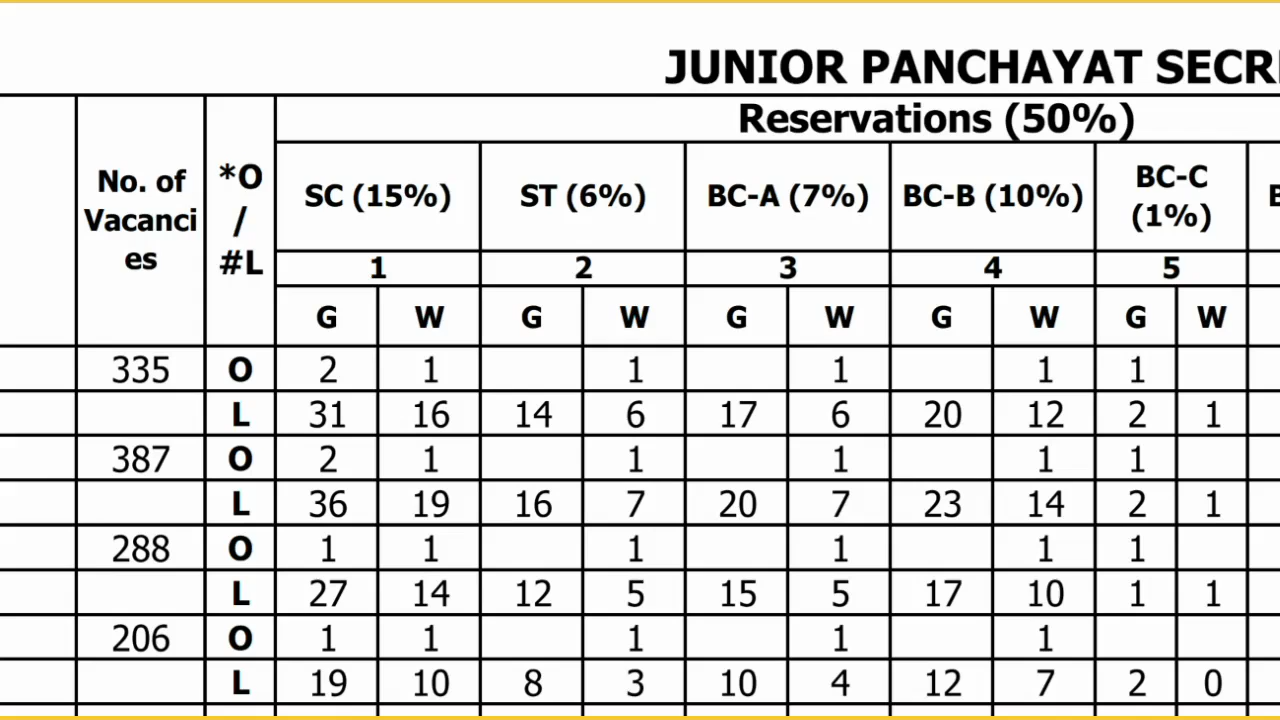 JUNIOR PANCHAYAT SECR
Reservations (50%)
No. of Vacanci es *O / #L SC (15%) ST (6%) BC-A (7%) BC-B (10%) BC-C (1%)
1 2 3 4 5
G W G W G W G W G W
335 O 2 1 1 1 1 1
L 31 16 14 6 17 6 20 12 2 1
387 O 2 1 1 1 1 1
L 36 19 16 7 20 7 23 14 2 1
288 O 1 1 1 1 1 1
L 27 14 12 5 15 5 17 10 1 1
206 O 1 1 1 1 1
L 19 10 8 3 10 4 12 7 2 0